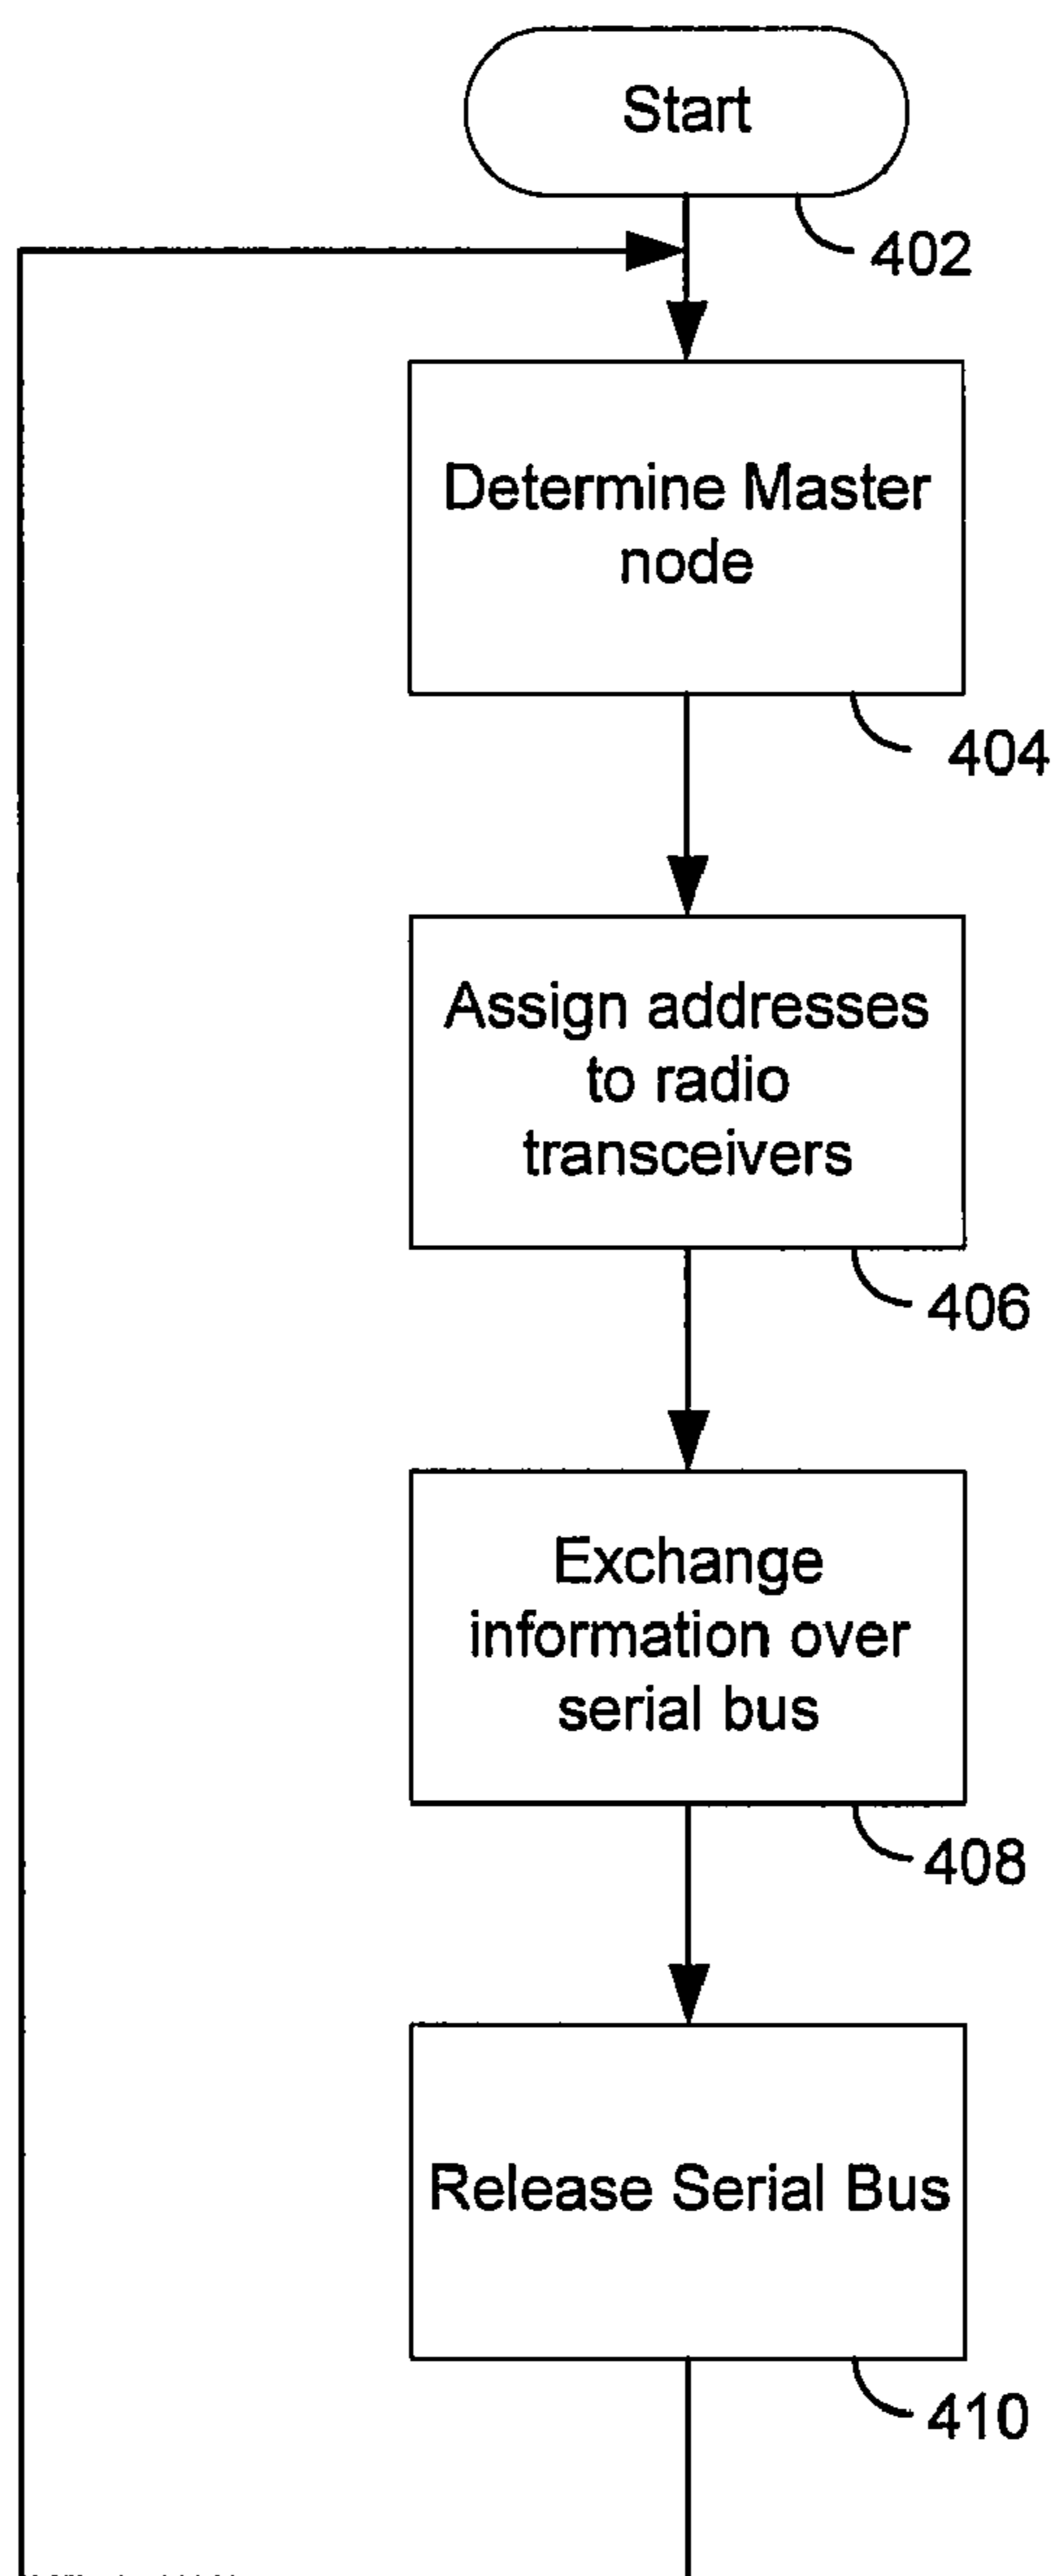 Start
402
Determine Master
node
404
Assign addresses
to radio
transceivers
406
Exchange
information over
serial bus
408
Release Serial Bus
410